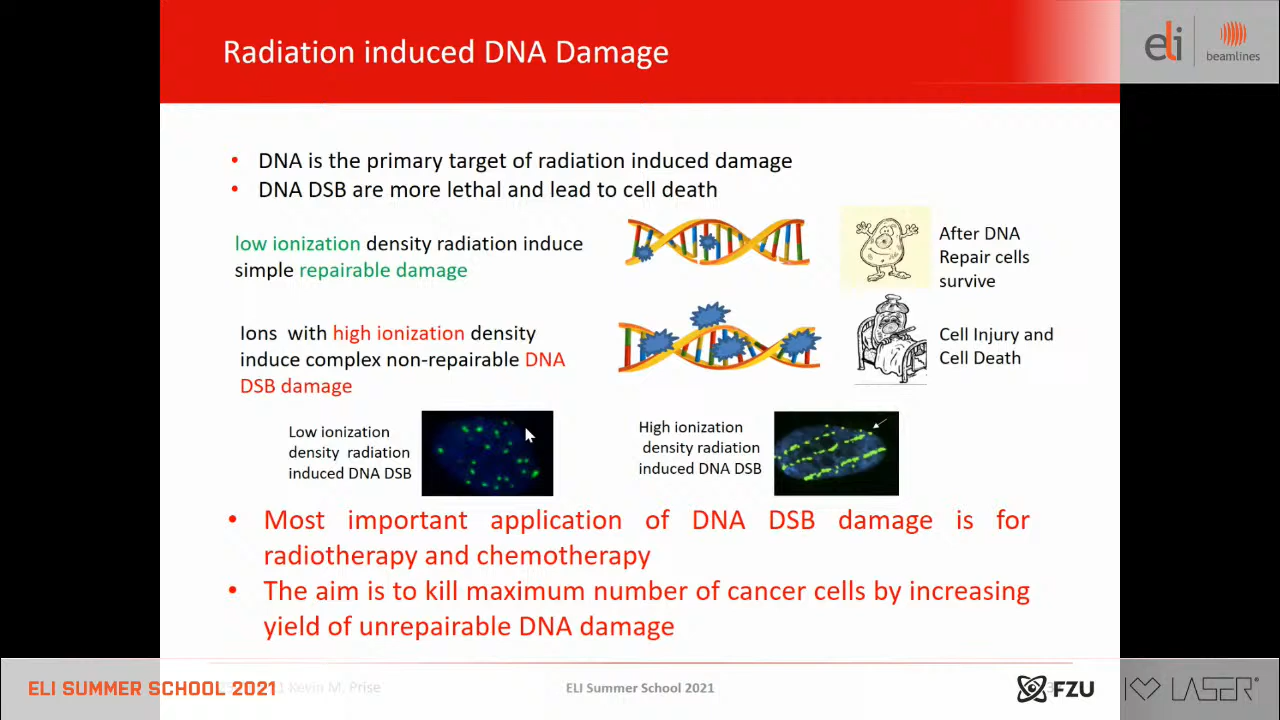 Radiation induced DNA Damage
eli
beamlines
• DNA is the primary target of radiation induced damage
• DNA DSB are more lethal and lead to cell death
low ionization density radiation induce
simple repairable damage
After DNA
Repair cells
survive
Ions with high ionization density
induce complex non-repairable DNA
DSB damage
Cell Injury and
Cell Death
Low ionization
density radiation
induced DNA DSB
High ionization
density radiation
induced DNA DSB
• Most important application of DNA DSB damage is for
radiotherapy and chemotherapy
• The aim is to kill maximum number of cancer cells by increasing
yield of unrepairable DNA damage
ELI SUMMER SCHOOL 2021
Kevin M. Prise
ELI Summer School 2021
FZU
I ♡ LASER